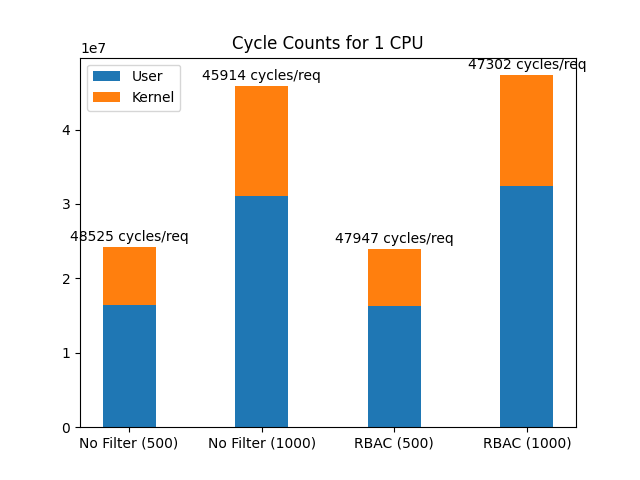 Cycle Counts for 1 CPU
1e7
User
Kernel
45914 cycles/req
47302 cycles/req
48525 cycles/req
47947 cycles/req
4
3
2
1
0
No Filter (500)
No Filter (1000)
RBAC (500)
RBAC (1000)